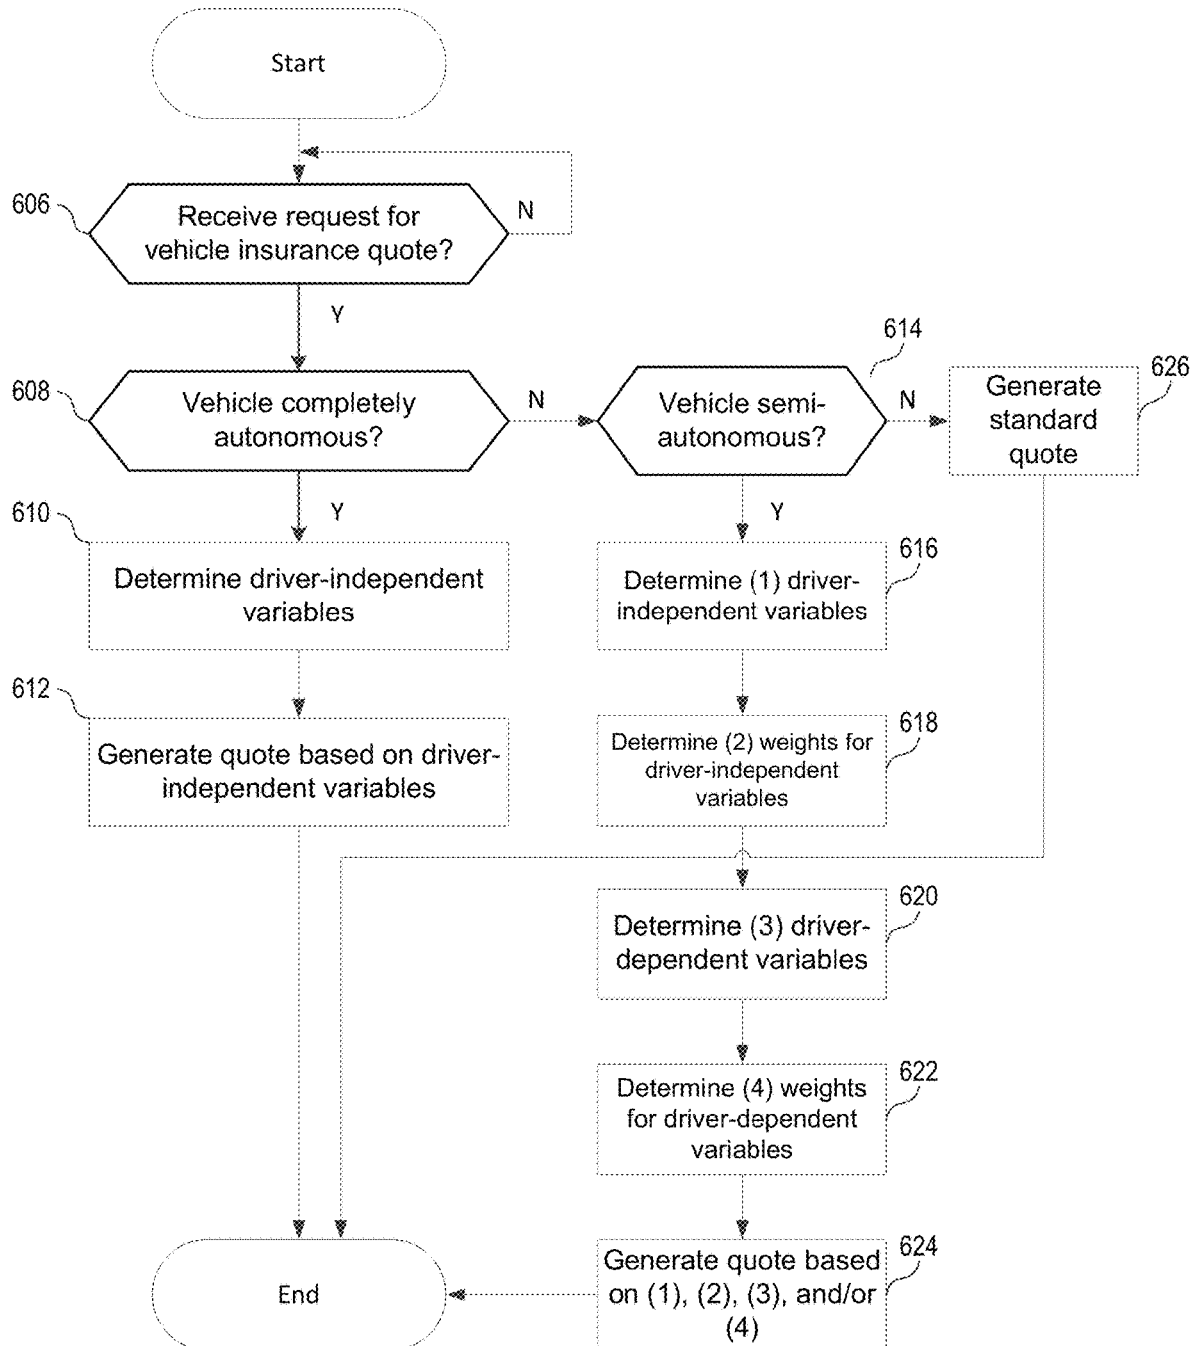 Start
606
Receive request for
vehicle insurance quote?
N
Y
608
Vehicle completely
autonomous?
N
614
Vehicle semi-
autonomous?
N
626
Generate
standard
quote
Y
610
Determine driver-independent
variables
Y
616
Determine (1) driver-
independent variables
612
Generate quote based on driver-
independent variables
618
Determine (2) weights for
driver-independent
variables
620
Determine (3) driver-
dependent variables
622
Determine (4) weights
for driver-dependent
variables
624
Generate quote based
on (1), (2), (3), and/or
(4)
End